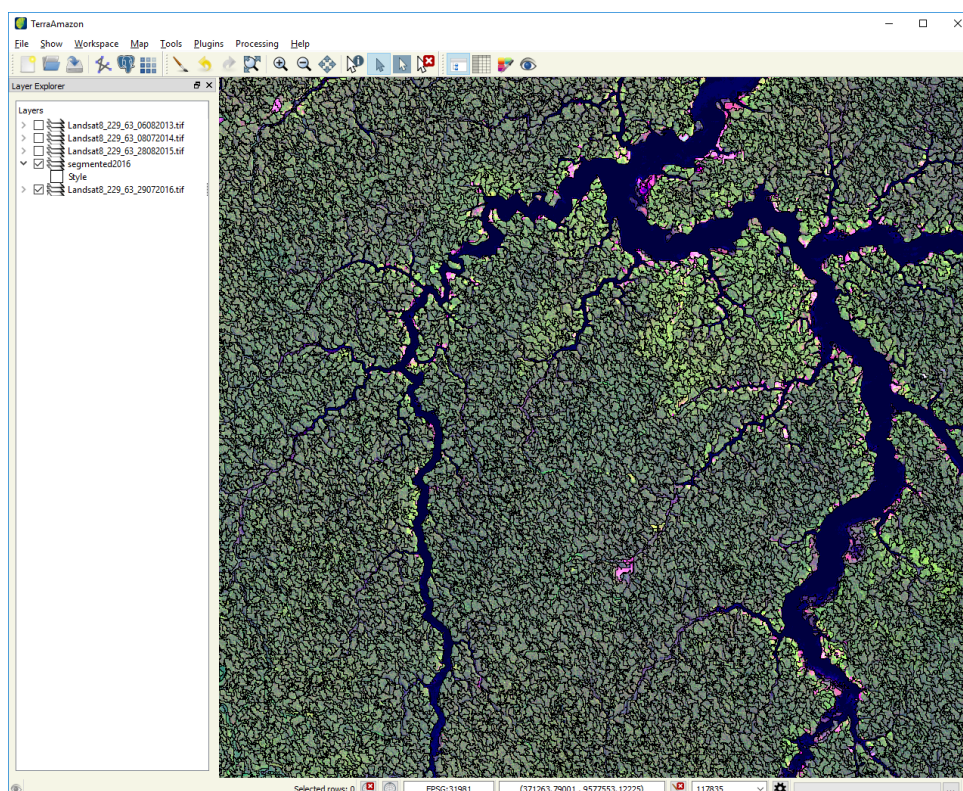 TerraAmazon
File Show Workspace Map Tools Plugins Processing Help
Layer Explorer
Layers
Landsat8_229_63_06082013.tif
Landsat8_229_63_08072014.tif
Landsat8_229_63_28082015.tif
segmented2016
Style
Landsat8_229_63_29072016.tif
Selected rows: 0 EPSG:31981 (371263.79001 , 9577553.12225) 117835